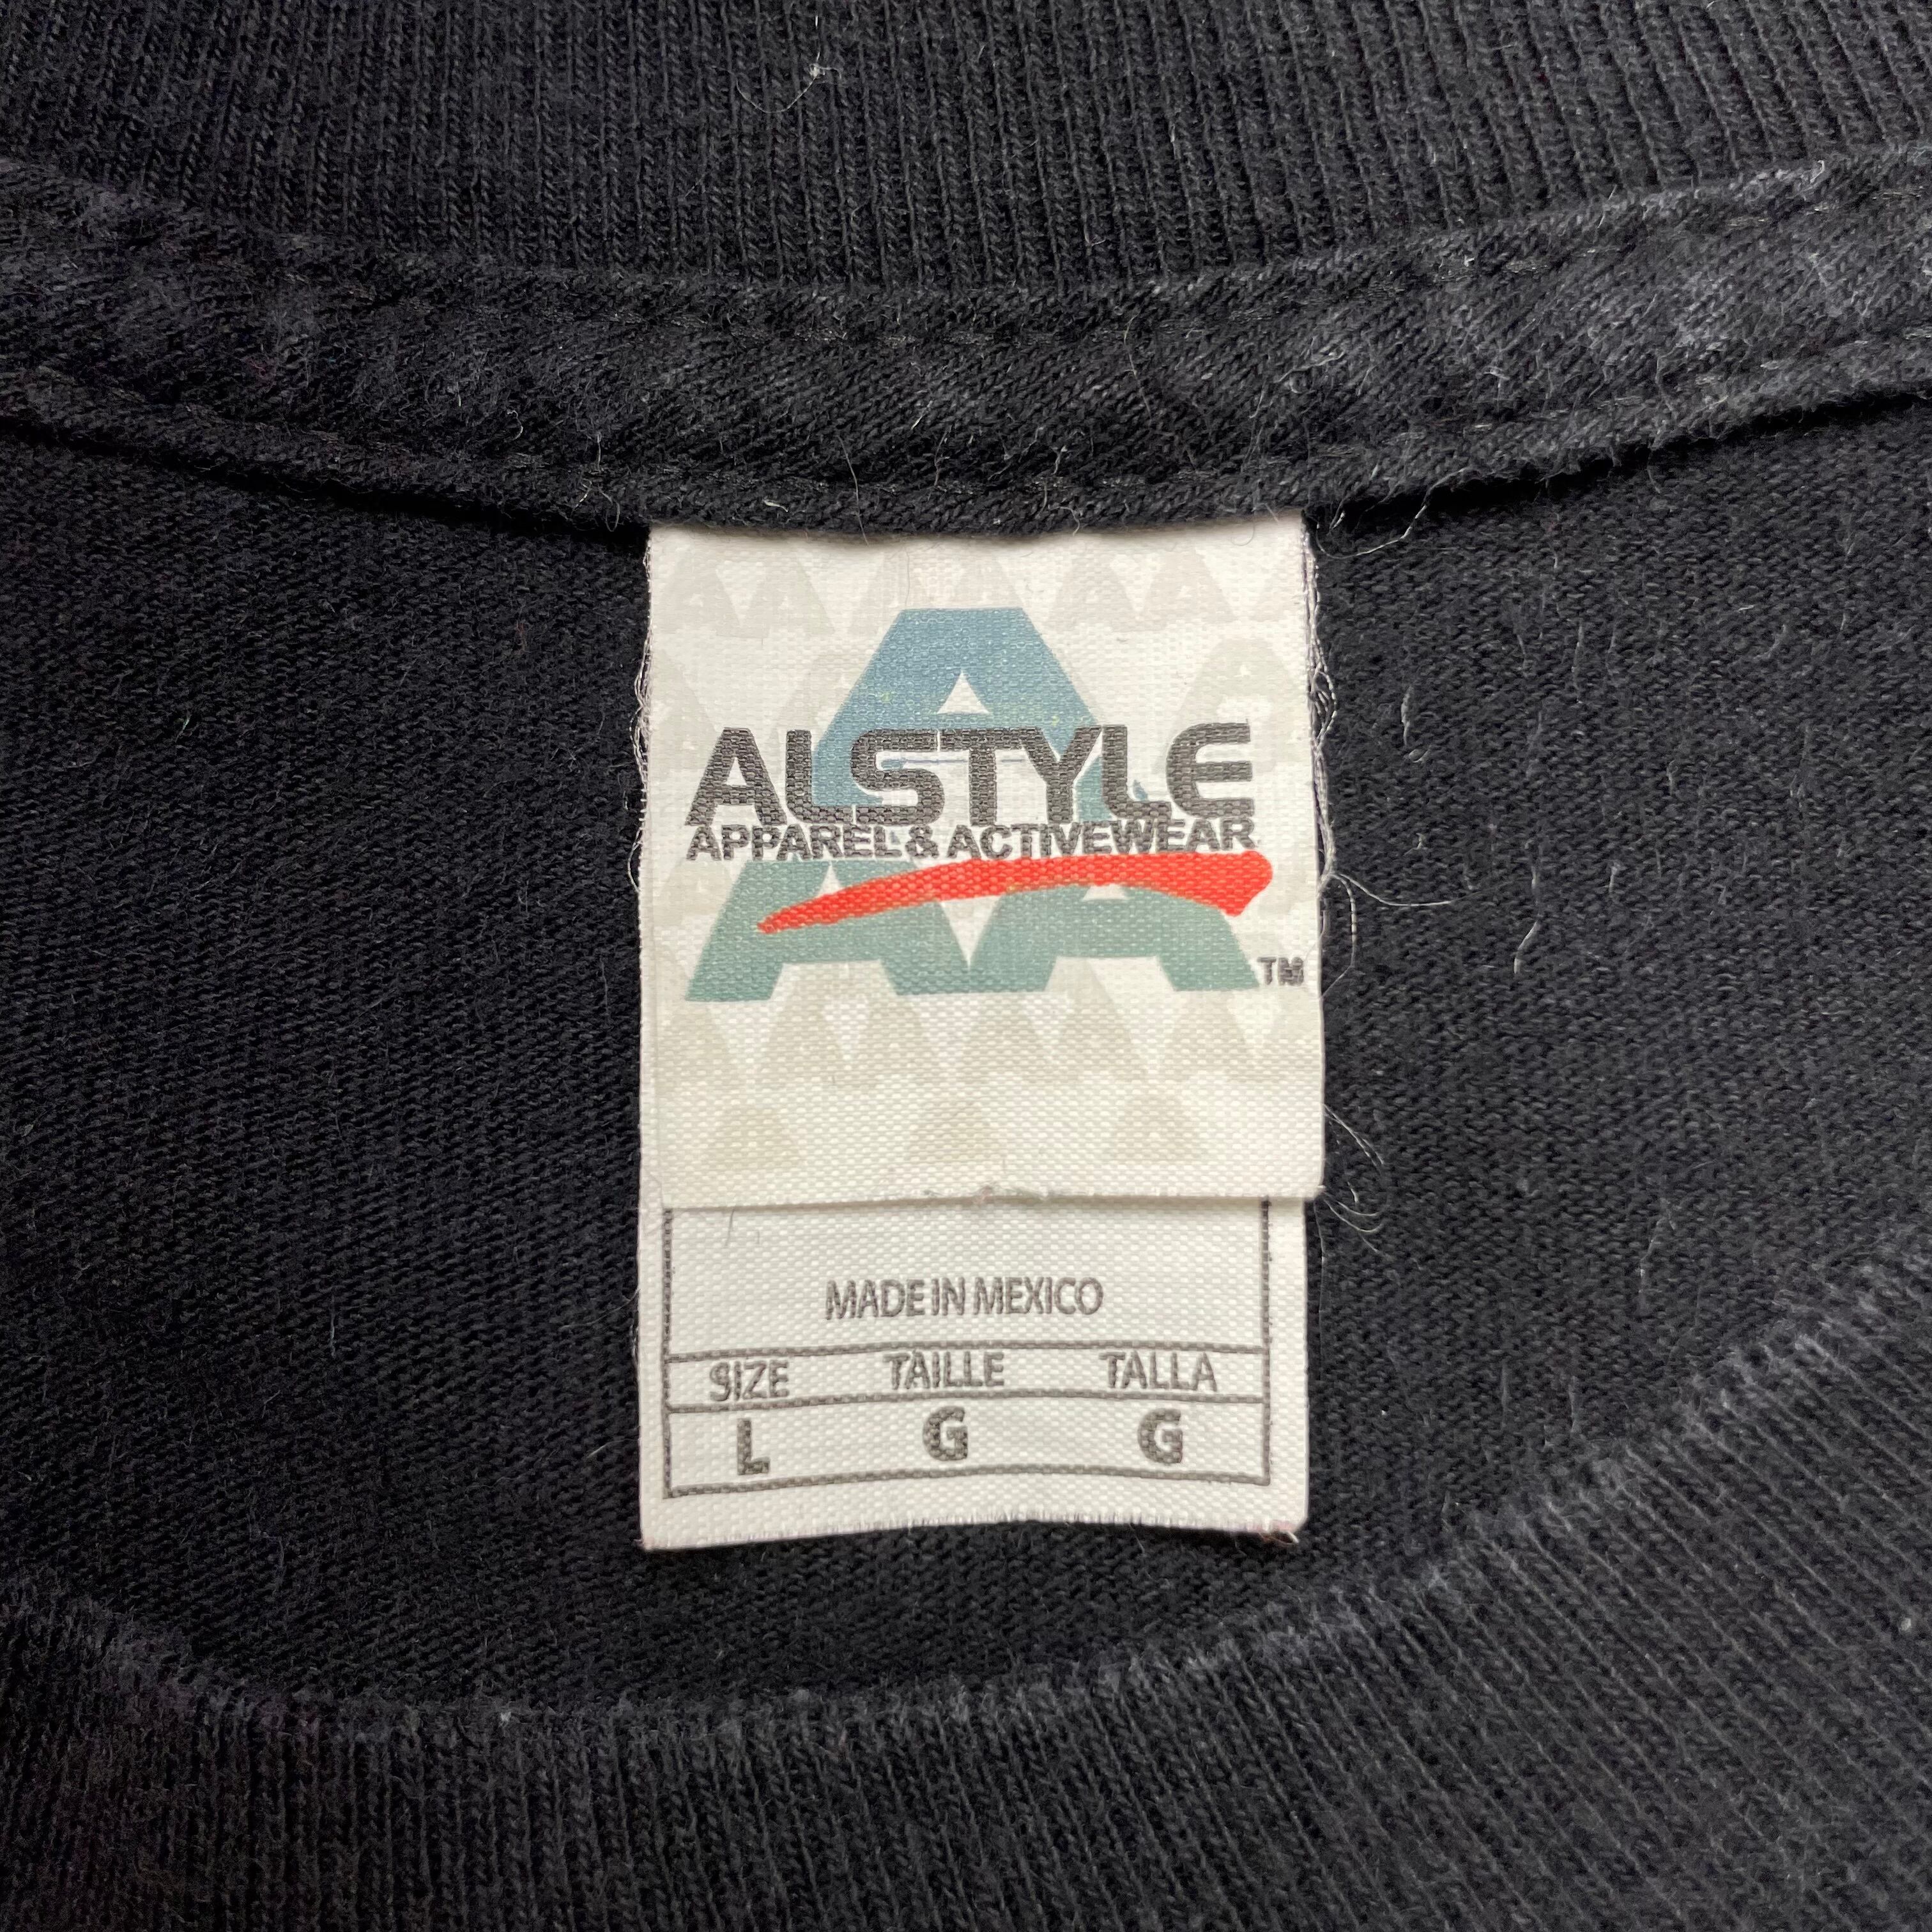 ALSTYLE
APPAREL & ACTIVEWEAR
TM
MADE IN MEXICO
SIZE TAILLE TALLA
L G G